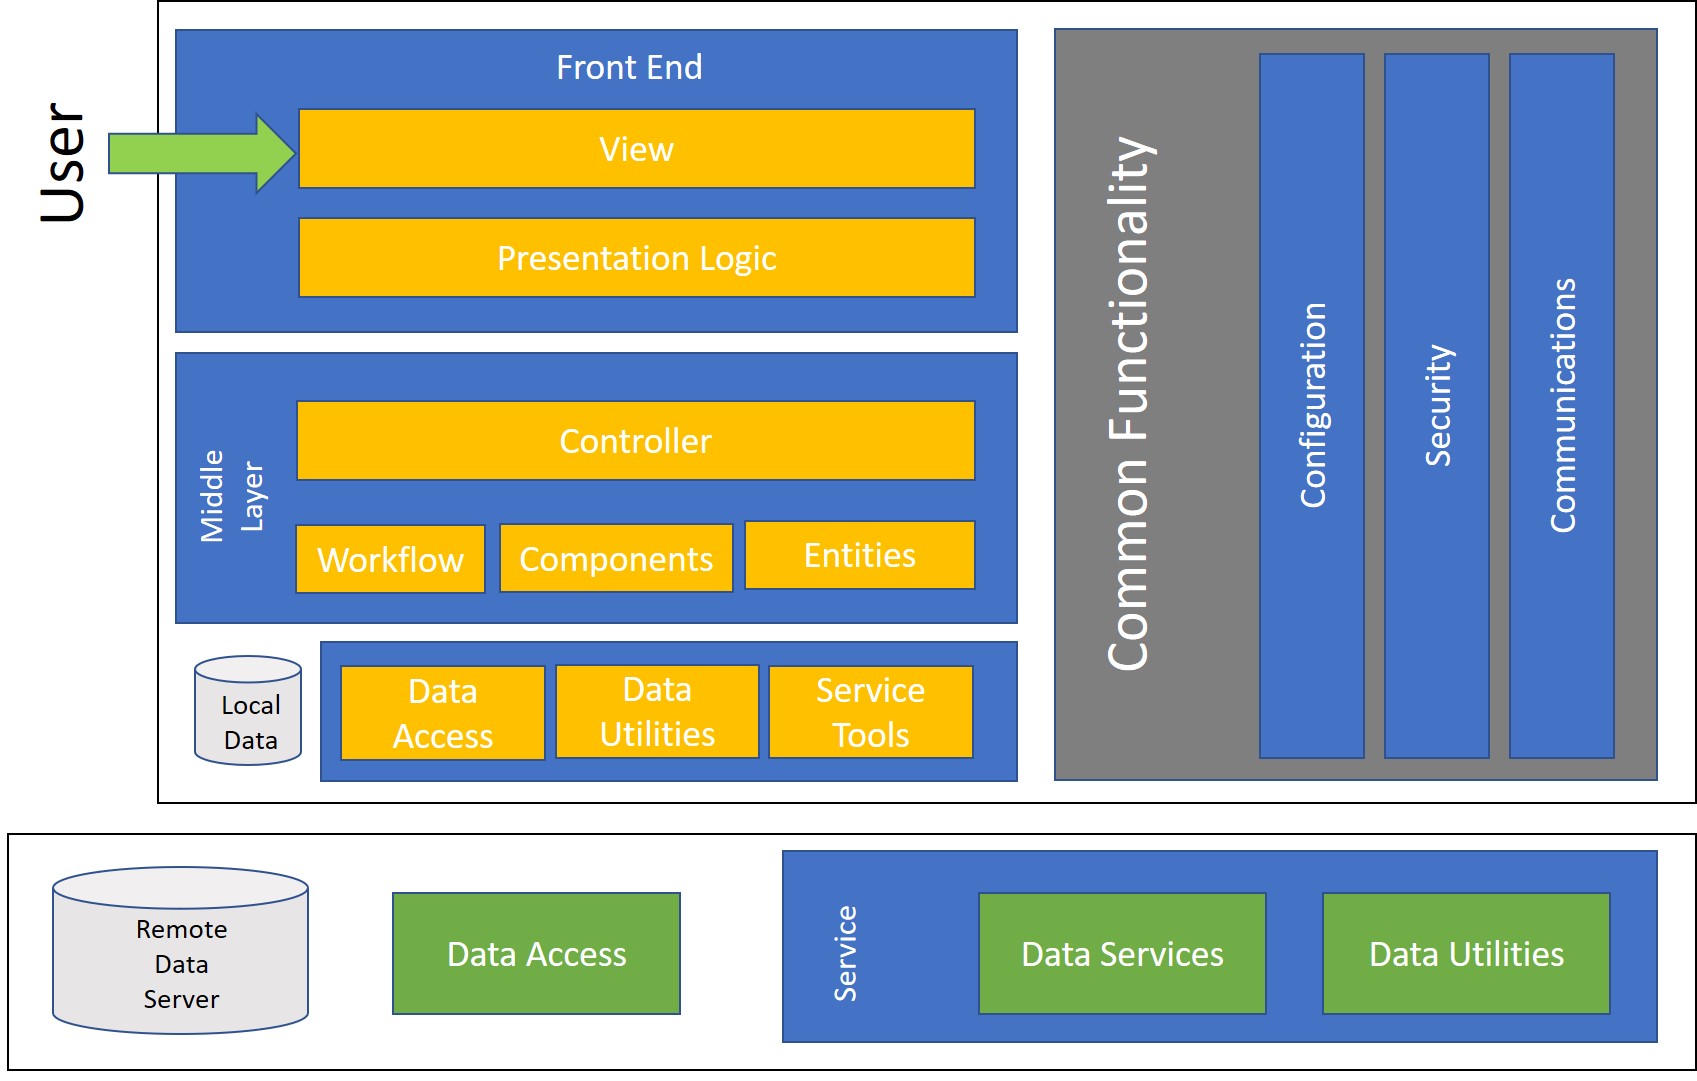 User
Front End
View
Presentation Logic
Middle
Layer
Controller
Workflow
Components
Entities
Local
Data
Data
Access
Data
Utilities
Service
Tools
Common Functionality
Configuration
Security
Communications
Remote
Data
Server
Data Access
Service
Data Services
Data Utilities